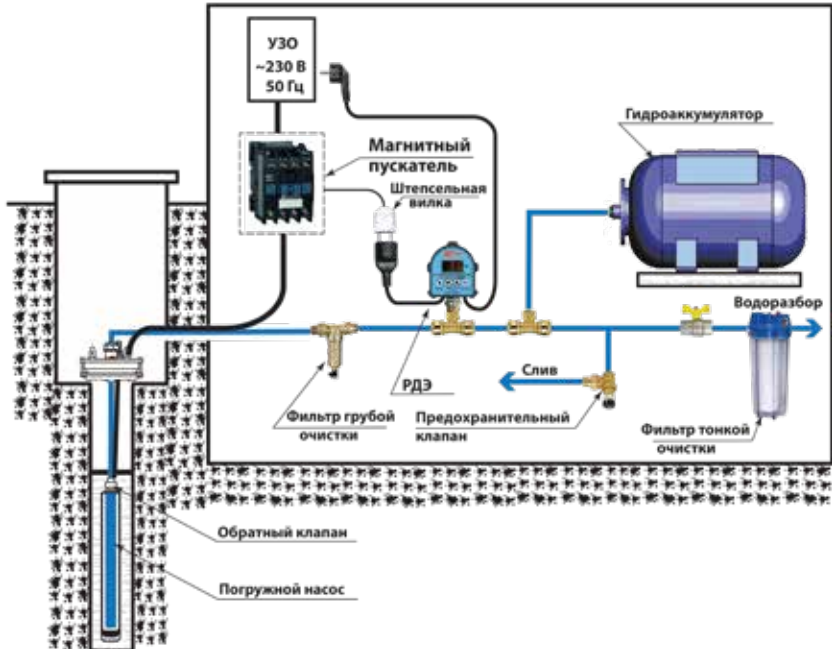 УЗО
~230 В
50 Гц
Магнитный
пускатель
Штепсельная
вилка
Гидроаккумулятор
Водоразбор
Слив
РДЭ
Фильтр грубой
очистки
Предохранительный
клапан
Фильтр тонкой
очистки
Обратный клапан
Погружной насос